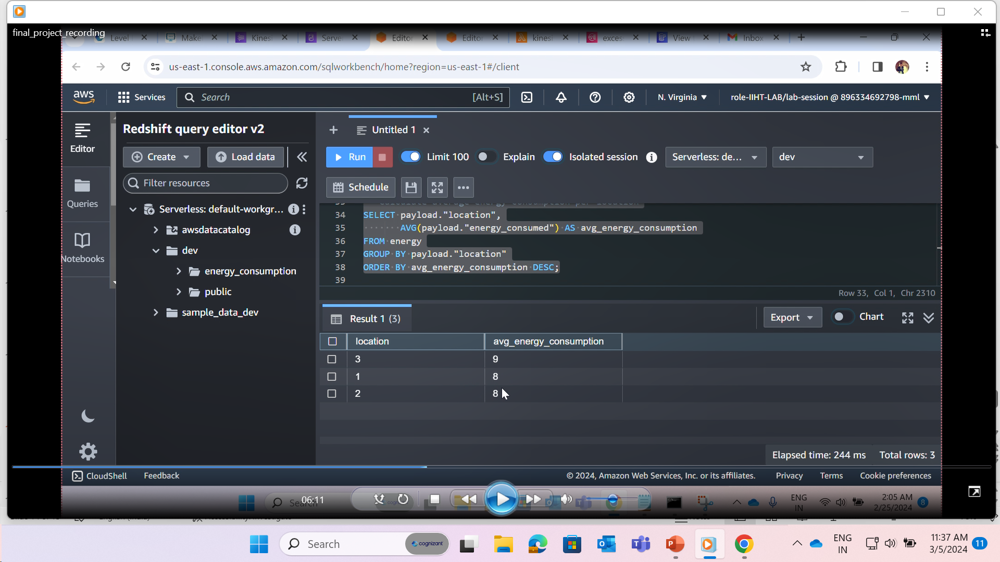 final_project_recording
Level
Make
Kinesi
Serve
Editor
Editor
kinesi
exces
View
Inbox
us-east-1.console.aws.amazon.com/sqlworkbench/home?region=us-east-1#/client
aws
Services
Search
[Alt+S]
N. Virginia
role-IIHT-LAB/lab-session @ 896334692798-mml
Editor
Queries
Notebooks
Redshift query editor v2
Create
Load data
Filter resources
Serverless: default-workgr...
awsdatacatalog
dev
energy_consumption
public
sample_data_dev
Untitled 1
Run
Limit 100
Explain
Isolated session
Serverless: de...
dev
Schedule
34 SELECT payload."location",
35 AVG(payload."energy_consumed") AS avg_energy_consumption
36 FROM energy
37 GROUP BY payload."location"
38 ORDER BY avg_energy_consumption DESC;
39
Row 33, Col 1, Chr 2310
Result 1 (3)
Export
Chart
location avg_energy_consumption
3 9
1 8
2 8
Elapsed time: 244 ms Total rows: 3
CloudShell
Feedback
© 2024, Amazon Web Services, Inc. or its affiliates.
Privacy
Terms
Cookie preferences
06:11
ENG
IN
2:05 AM
2/25/2024
8
Search
cognizant
ENG
IN
11:37 AM
3/5/2024
11